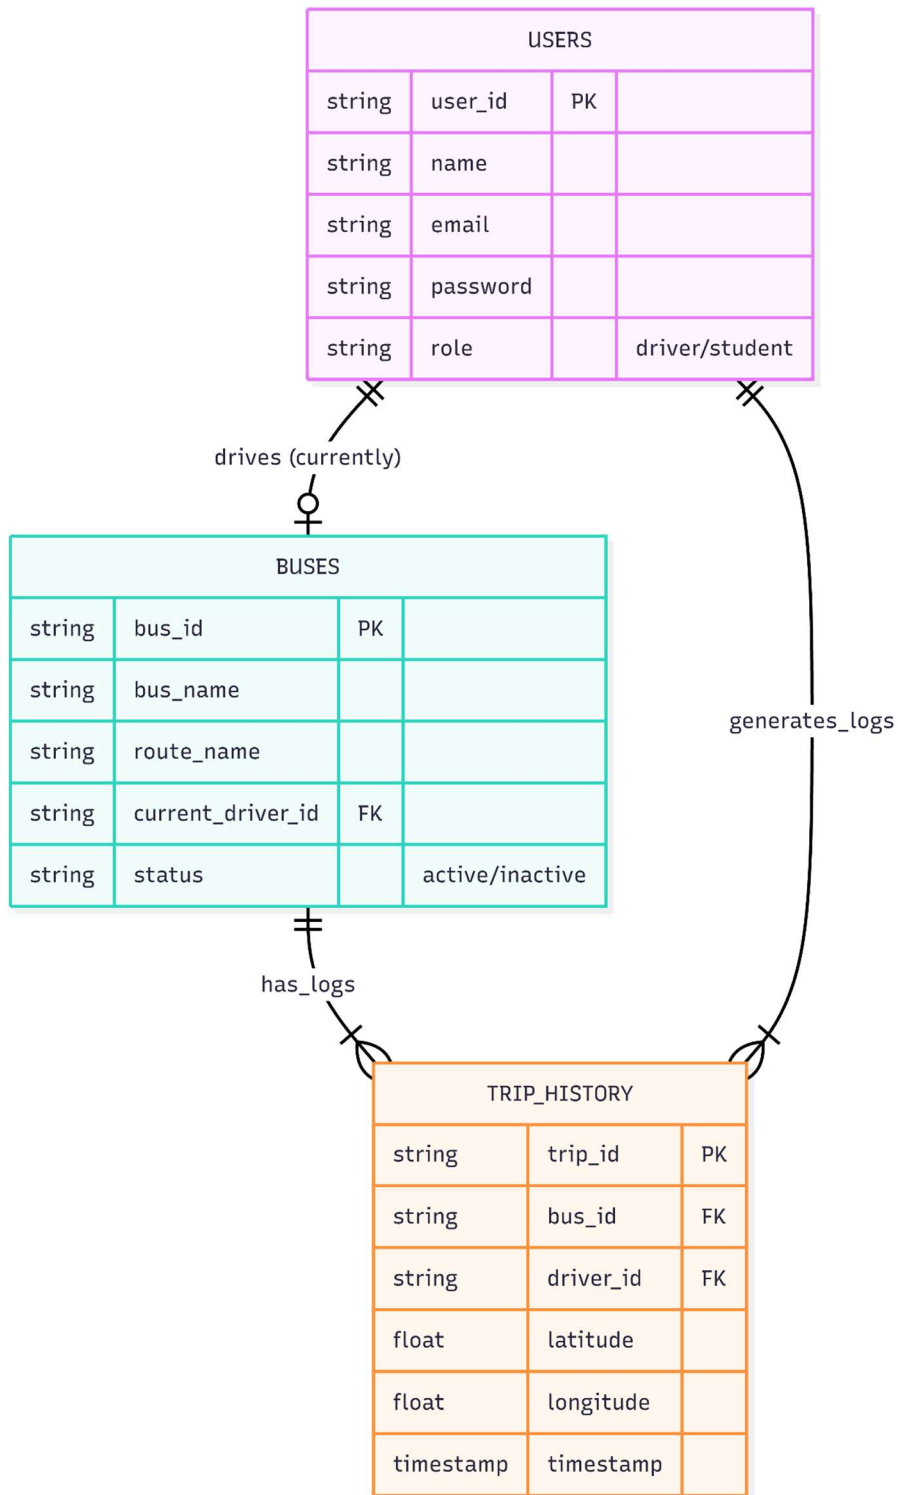 USERS
string user_id PK
string name
string email
string password
string role driver/student
drives (currently)
BUSES
string bus_id PK
string bus_name
string route_name
string current_driver_id FK
string status active/inactive
generates_logs
has_logs
TRIP_HISTORY
string trip_id PK
string bus_id FK
string driver_id FK
float latitude
float longitude
timestamp timestamp